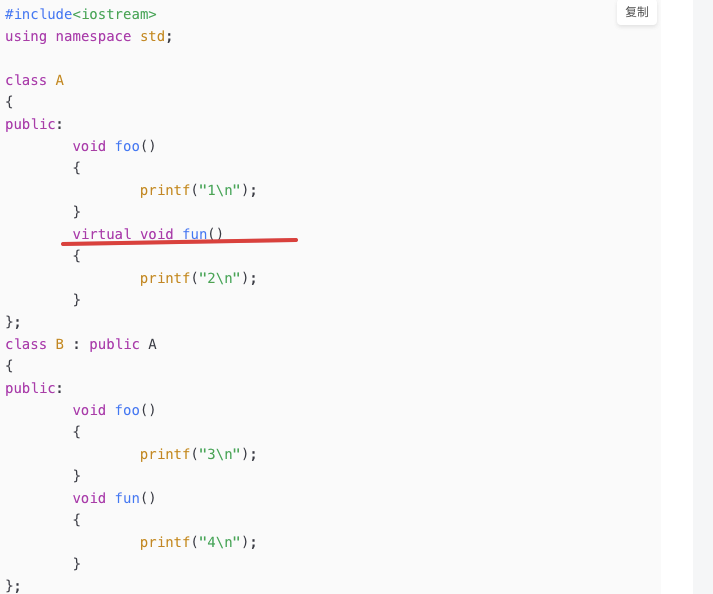 复制
#include<iostream>
using namespace std;
class A
{
public:
void foo()
{
printf("1\n");
}
virtual void fun()
{
printf("2\n");
}
};
class B : public A
{
public:
void foo()
{
printf("3\n");
}
void fun()
{
printf("4\n");
}
};